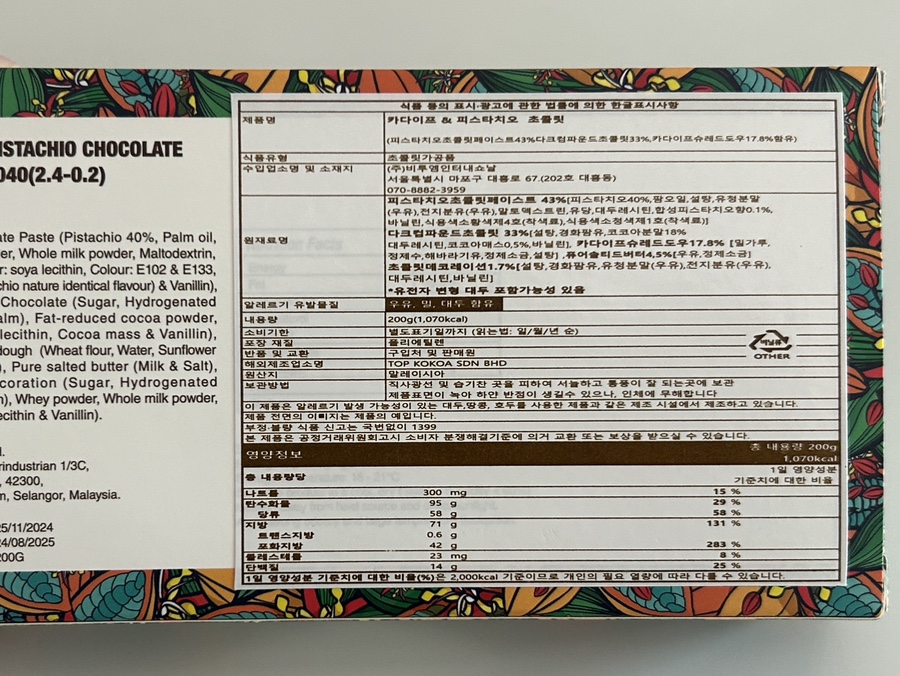 ISTACHIO CHOCOLATE
040(2.4-0.2)
ate Paste (Pistachio 40%, Palm oil,
er, Whole milk powder, Maltodextrin,
r: soya lecithin, Colour: E102 & E133,
chio nature identical flavour) & Vanillin),
Chocolate (Sugar, Hydrogenated
alm), Fat-reduced cocoa powder,
lecithin, Cocoa mass & Vanillin),
dough (Wheat flour, Water, Sunflower
), Pure salted butter (Milk & Salt),
coration (Sugar, Hydrogenated
n), Whey powder, Whole milk powder,
ecithin & Vanillin).
l.
rindustrian 1/3C,
, 42300,
m, Selangor, Malaysia.
25/11/2024
24/08/2025
200G
식품 등의 표시·광고에 관한 법률에 의한 한글표시사항
제품명 카다이프 & 피스타치오 초콜릿
(피스타치오초콜릿페이스트43%다크컴파운드초콜릿33%,카다이프슈레드도우17.8%함유)
식품유형 초콜릿가공품
수입업소명 및 소재지 (주)비투엠인터내쇼날
서울특별시 마포구 대흥로 67.(202호 대흥동)
070-8882-3959
원재료명 피스타치오초콜릿페이스트 43%[피스타치오40%,팜오일,설탕,유청분말
(우유),전지분유(우유),말토덱스트린,유당,대두레시틴,합성피스타치오향0.1%,
바닐린,식용색소황색제4호(착색료),식용색소청색제1호(착색료)]
다크컴파운드초콜릿 33%[설탕,경화팜유,코코아분말18%
대두레시틴,코코아매스0,5%,바닐린], 카다이프슈레드도우17.8% [밀가루,
정제수,해바라기유,정제소금,설탕] ,퓨어솔티드버터4,5%[우유,정제소금]
초콜릿데코레이션1.7%[설탕,경화팜유,유청분말(우유),전지분유(우유),
대두레시틴,바닐린]
*유전자 변형 대두 포함가능성 있음
알레르기 유발물질 우유, 밀, 대두 함유
내용량 200g(1,070kcal)
소비기한 별도표기일까지 (읽는법: 일/월/년 순)
포장 재질 폴리에틸렌
반품 및 교환 구입처 및 판매원
해외제조업소명 TOP KOKOA SDN BHD
원산지 말레이시아
보관방법 직사광선 및 습기찬 곳을 피하여 서늘하고 통풍이 잘 되는곳에 보관
제품표면이 녹아 하얀 반점이 생길수 있으나, 인체에 무해합니다
비닐류
OTHER
이 제품은 알레르기 발생 가능성이 있는 대두,땅콩, 호두를 사용한 제품과 같은 제조 시설에서 제조하고 있습니다.
제품 전면의 이미지는 제품의 예입니다.
부정·불량 식품 신고는 국번없이 1399
본 제품은 공정거래위원회고시 소비자 분쟁해결기준에 의거 교환 또는 보상을 받으실 수 있습니다.
영양정보 총 내용량 200g
1,070kcal
총 내용량당 1일 영양성분
기준치에 대한 비율
나트륨 300 mg 15 %
탄수화물 95 g 29 %
당류 58 g 58 %
지방 71 g 131 %
트랜스지방 0.6 g
포화지방 42 g 283 %
콜레스테롤 23 mg 8 %
단백질 14 g 25 %
1일 영양성분 기준치에 대한 비율(%)은 2,000kcal 기준이므로 개인의 필요 열량에 따라 다를 수 있습니다.